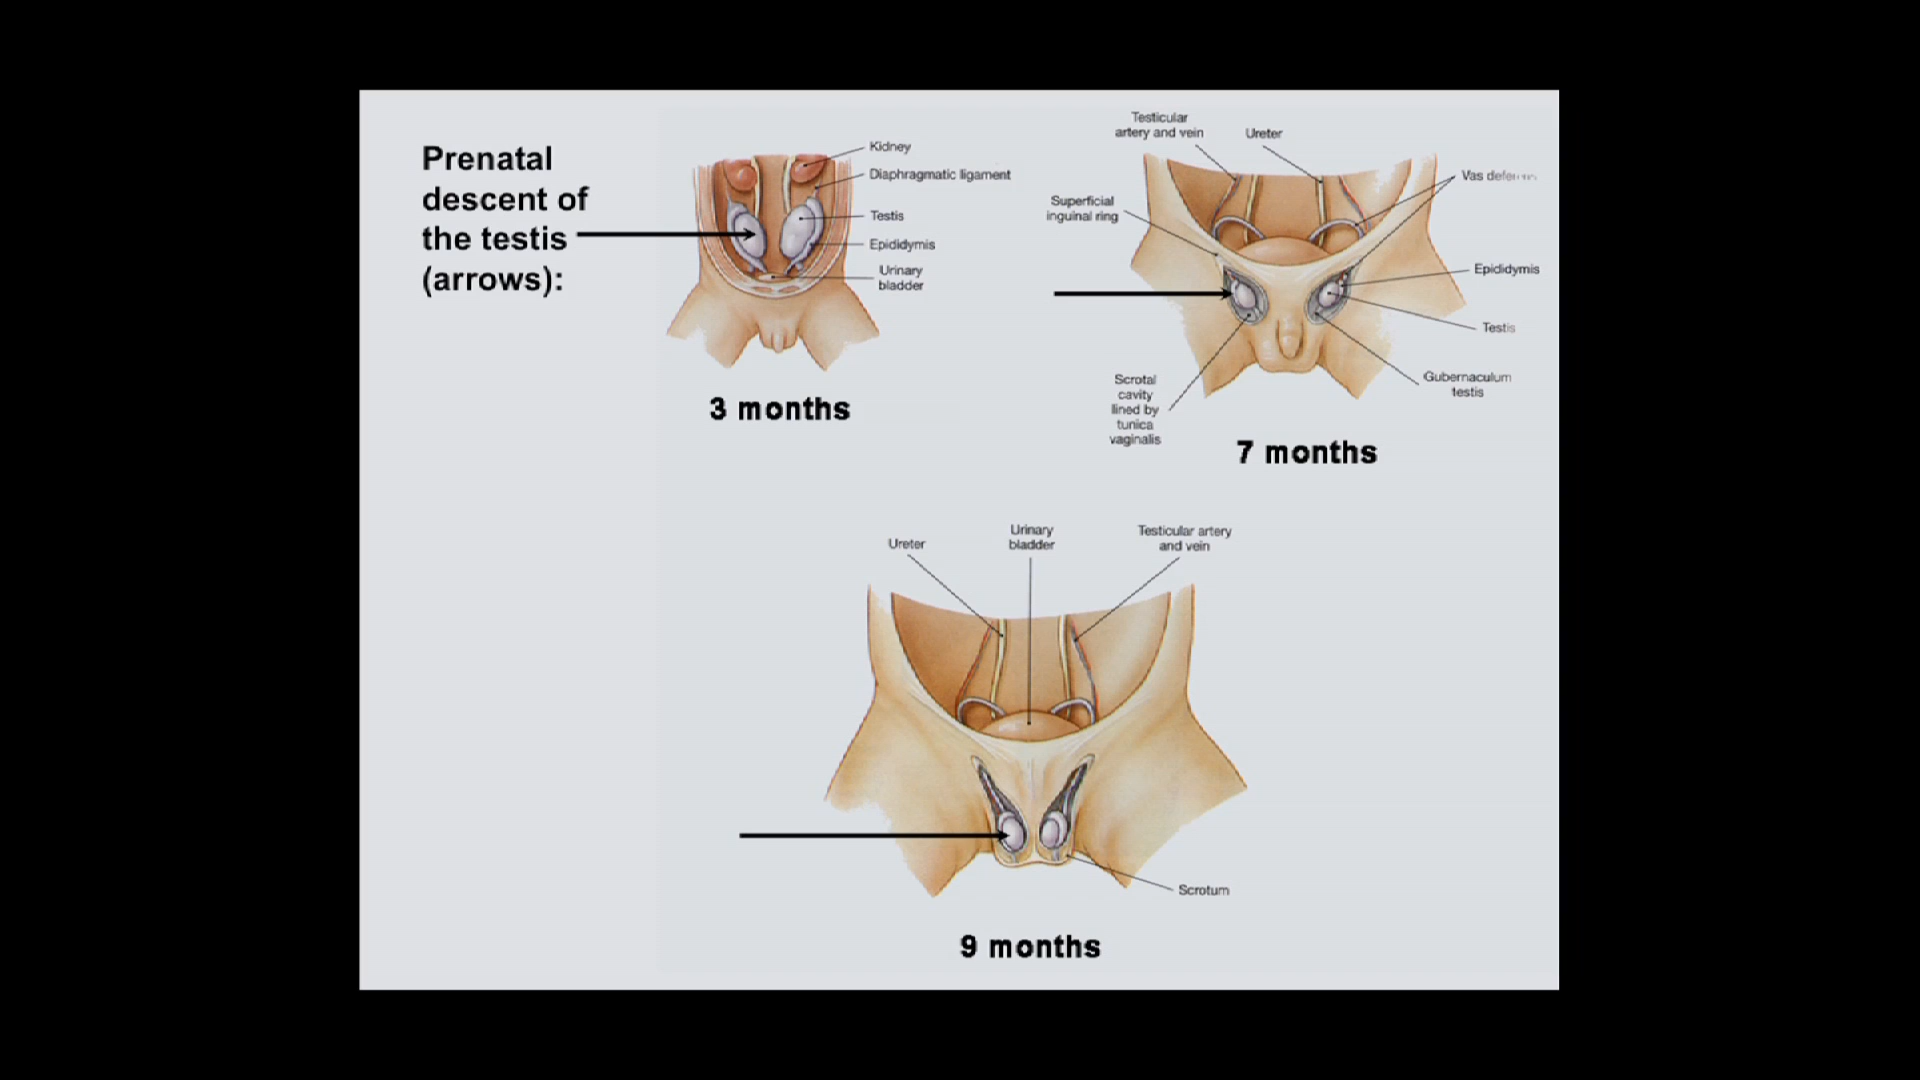 Prenatal
descent of
the testis
(arrows):
Kidney
Diaphragmatic ligament
Testis
Epididymis
Urinary
bladder
3 months
Testicular
artery and vein
Ureter
Vas deferens
Superficial
inguinal ring
Epididymis
Testis
Gubernaculum
testis
Scrotal
cavity
lined by
tunica
vaginalis
7 months
Ureter
Urinary
bladder
Testicular artery
and vein
Scrotum
9 months